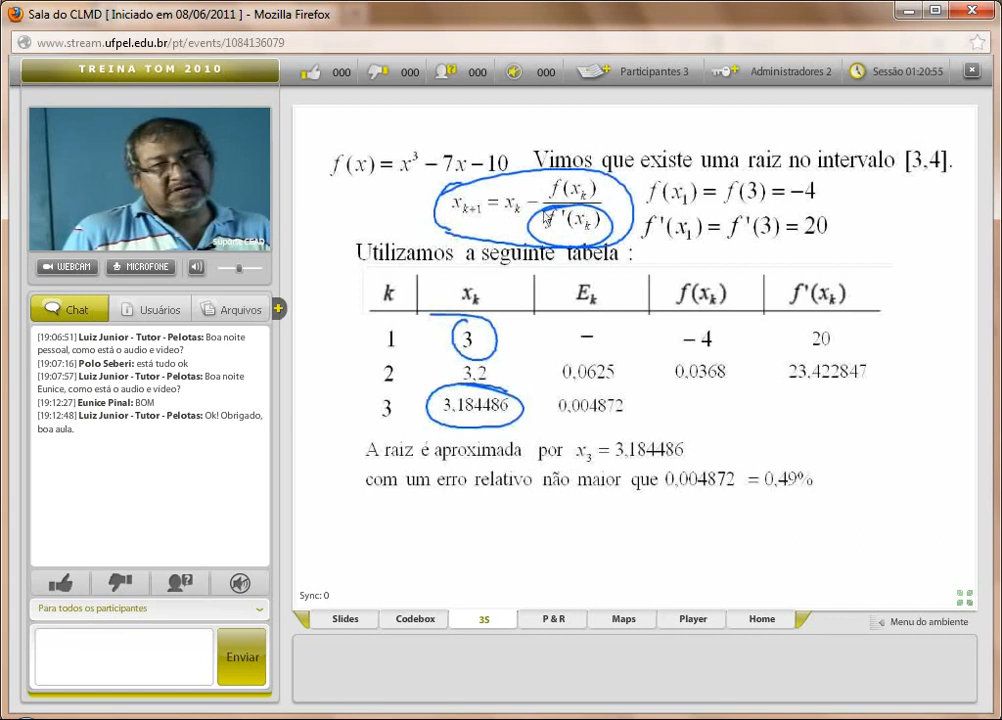 Sala do CLMD [ Iniciado em 08/06/2011 ] - Mozilla Firefox
www.stream.ufpel.edu.br/pt/events/1084136079
TREINA TOM 2010
000 000 000 000 Participantes 3 Administradores 2 Sessão 01:20:55
Suporte CEAD
WEBCAM MICROFONE
Chat Usuários Arquivos
[19:06:51] Luiz Junior - Tutor - Pelotas: Boa noite
pessoal, como está o audio e video?
[19:07:16] Polo Seberi: está tudo ok
[19:07:57] Luiz Junior - Tutor - Pelotas: Boa noite
Eunice, como está o audio e video?
[19:12:27] Eunice Pinal: BOM
[19:12:48] Luiz Junior - Tutor - Pelotas: Ok! Obrigado,
boa aula.
Para todos os participantes
Enviar
f(x) = x³ − 7x − 10 Vimos que existe uma raiz no intervalo [3,4].
xₖ₊₁ = xₖ − f(xₖ) / f'(xₖ)
f(x₁) = f(3) = −4
f'(x₁) = f'(3) = 20
Utilizamos a seguinte tabela :
k xₖ Eₖ f(xₖ) f'(xₖ)
1 3 − −4 20
2 3,2 0,0625 0,0368 23,422847
3 3,184486 0,004872
A raiz é aproximada por x₃ = 3,184486
com um erro relativo não maior que 0,004872 = 0,49%
Sync: 0
Slides Codebox 3S P & R Maps Player Home
Menu do ambiente